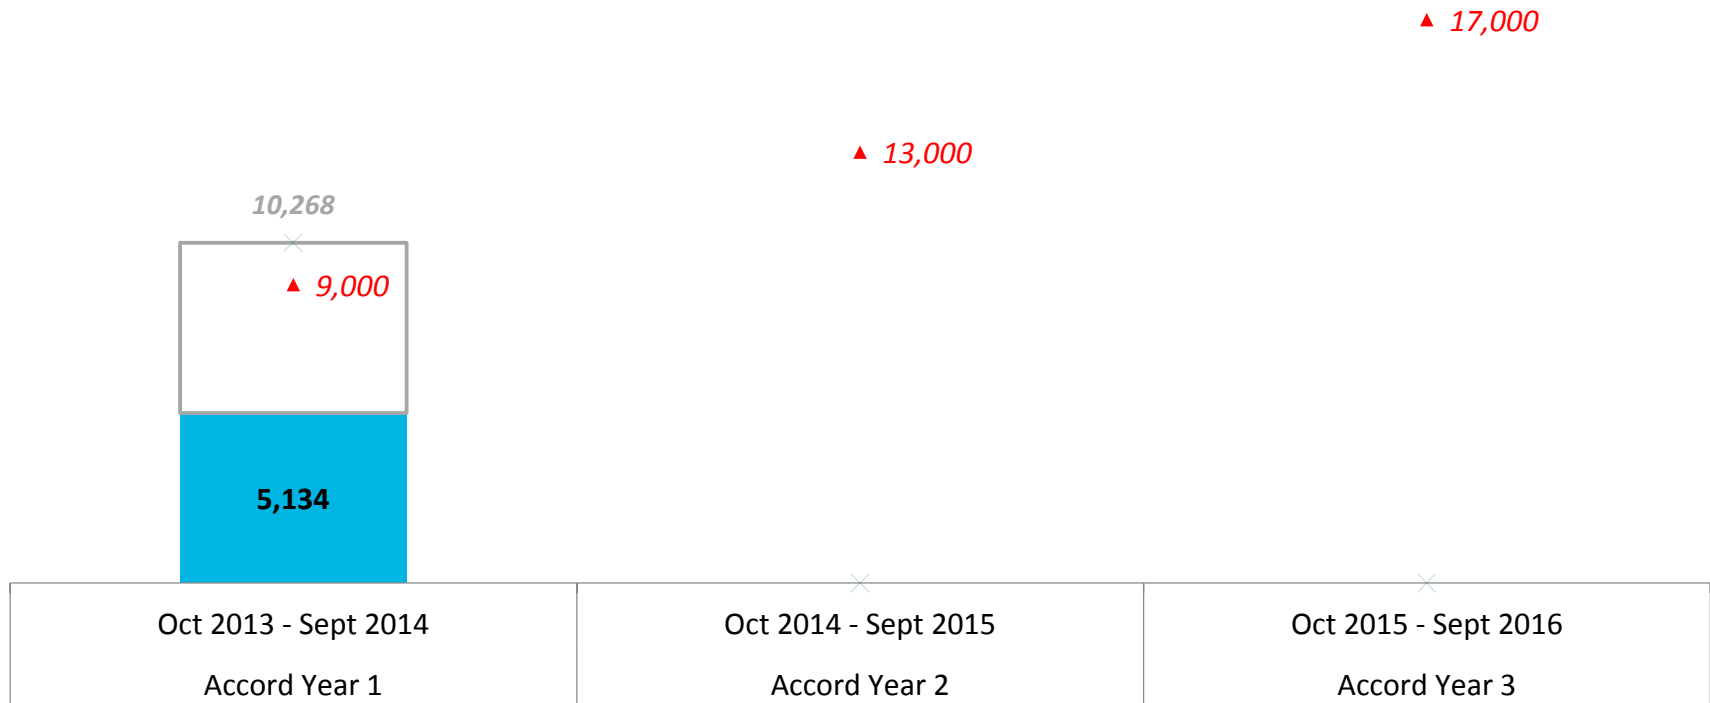 17,000
13,000
10,268
9,000
5,134
Oct 2013 - Sept 2014
Oct 2014 - Sept 2015
Oct 2015 - Sept 2016
Accord Year 1
Accord Year 2
Accord Year 3